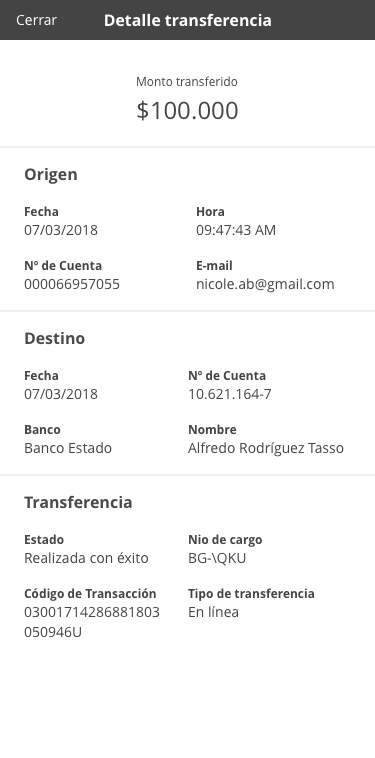 Cerrar
Detalle transferencia
Monto transferido
$100.000
Origen
Fecha
Hora
07/03/2018
09:47:43 AM
Nº de Cuenta
E-mail
000066957055
nicole.ab@gmail.com
Destino
Fecha
Nº de Cuenta
07/03/2018
10.621.164-7
Banco
Nombre
Banco Estado
Alfredo Rodríguez Tasso
Transferencia
Estado
Nio de cargo
Realizada con éxito
BG-\QKU
Código de Transacción
Tipo de transferencia
03001714286881803
En línea
050946U